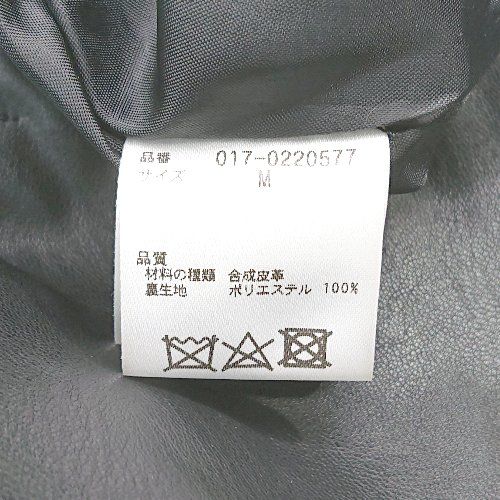 品番 017-0220577
サイズ M
品質
材料の種類 合成皮革
裏生地 ポリエステル 100%